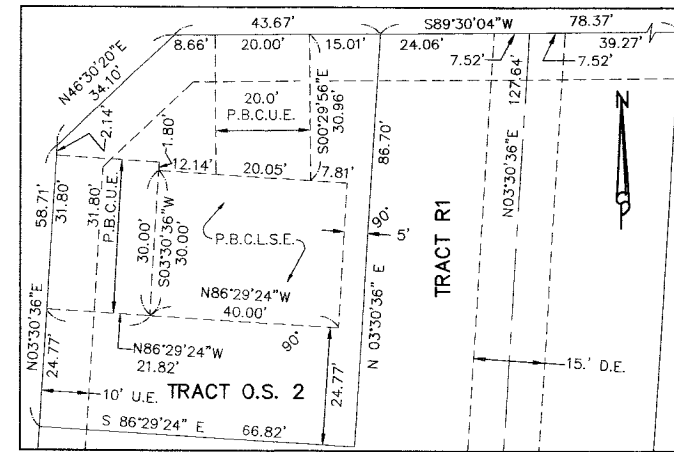 43.67'
S89°30'04"W
78.37'
8.66'
20.00'
15.01'
24.06'
39.27'
7.52'
7.52'
N46°30'20"E
34.10'
2.14'
1.80'
20.0'
P.B.C.U.E.
S00°29'56"E
30.96'
127.64'
N03°30'36"E
86.70'
12.14'
20.05'
7.81'
N
58.71'
31.80'
31.80'
P.B.C.U.E.
30.00'
S03°30'36"W
30.00'
P.B.C.L.S.E.
90°
5'
TRACT R1
N86°29'24"W
40.00'
N03°30'36"E
24.77'
N86°29'24"W
21.82'
90°
24.77'
N 03°30'36" E
15.' D.E.
10' U.E.
TRACT O.S. 2
S 86°29'24" E
66.82'